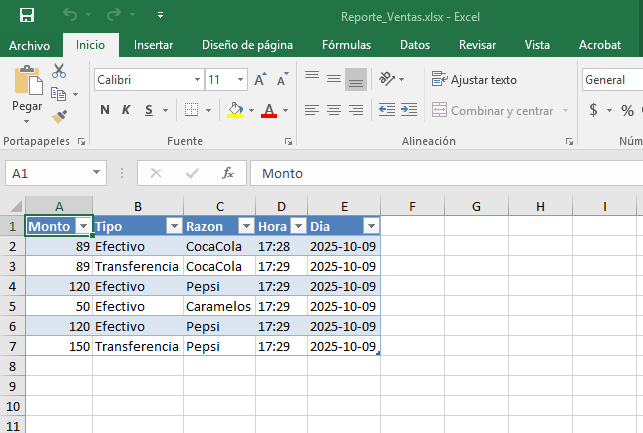 Reporte_Ventas.xlsx - Excel
Archivo Inicio Insertar Diseño de página Fórmulas Datos Revisar Vista Acrobat
Pegar
Calibri 11 A A ab Ajustar texto General
N K S A Combinar y centrar $ %
Portapapeles Fuente Alineación Núm
A1 fx Monto
A B C D E F G H I
1 Monto Tipo Razon Hora Dia
2 89 Efectivo CocaCola 17:28 2025-10-09
3 89 Transferencia CocaCola 17:29 2025-10-09
4 120 Efectivo Pepsi 17:29 2025-10-09
5 50 Efectivo Caramelos 17:29 2025-10-09
6 120 Efectivo Pepsi 17:29 2025-10-09
7 150 Transferencia Pepsi 17:29 2025-10-09
8
9
10
11